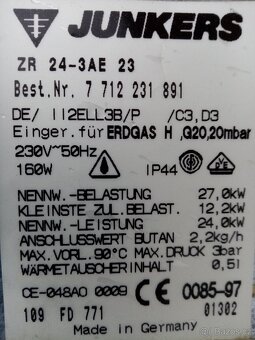 JUNKERS
ZR 24-3AE 23
Best.Nr. 7 712 231 891
DE/ II2ELL3B/P /C3,D3
Einger.für ERDGAS H ,G20,20mbar
230V~50Hz
160W IP44
NENNW.-BELASTUNG 27,0kW
KLEINSTE ZULL.BEL. 12,2kW
NENNW.-LEISTUNG 24,0kW
ANSCHLUSSWERT BUTAN 2,2kg/h
MAX.VORL.90°C MAX.DRUCK 3bar
WÄRMETAUSCHERINHALT 0,5l
CE-048AO 0009 CE 0085-97
109 FD 771 01302
Made in Germany